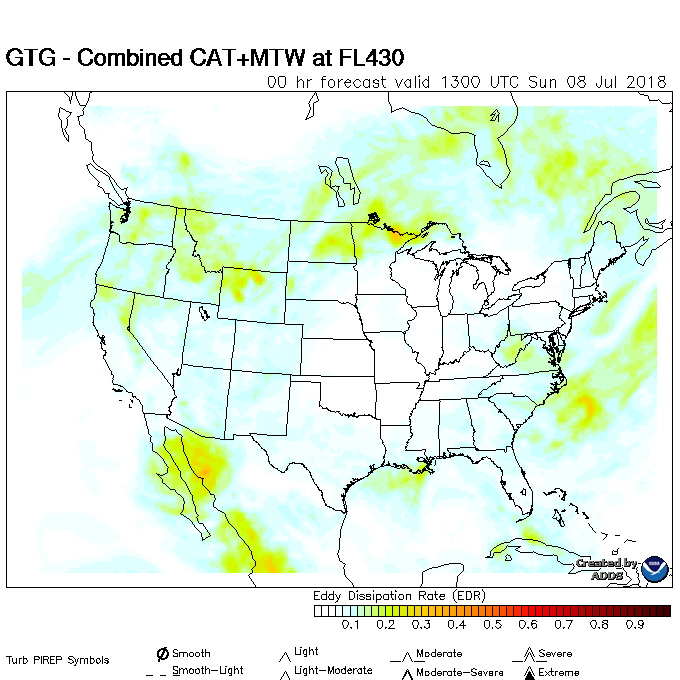 GTG - Combined CAT+MTW at FL430
00 hr forecast valid 1300 UTC Sun 08 Jul 2018
Created by
ADDS
Eddy Dissipation Rate (EDR)
0.1 0.2 0.3 0.4 0.5 0.6 0.7 0.8 0.9
Turb PIREP Symbols
Smooth Light Moderate Severe
Smooth-Light Light-Moderate Moderate-Severe Extreme